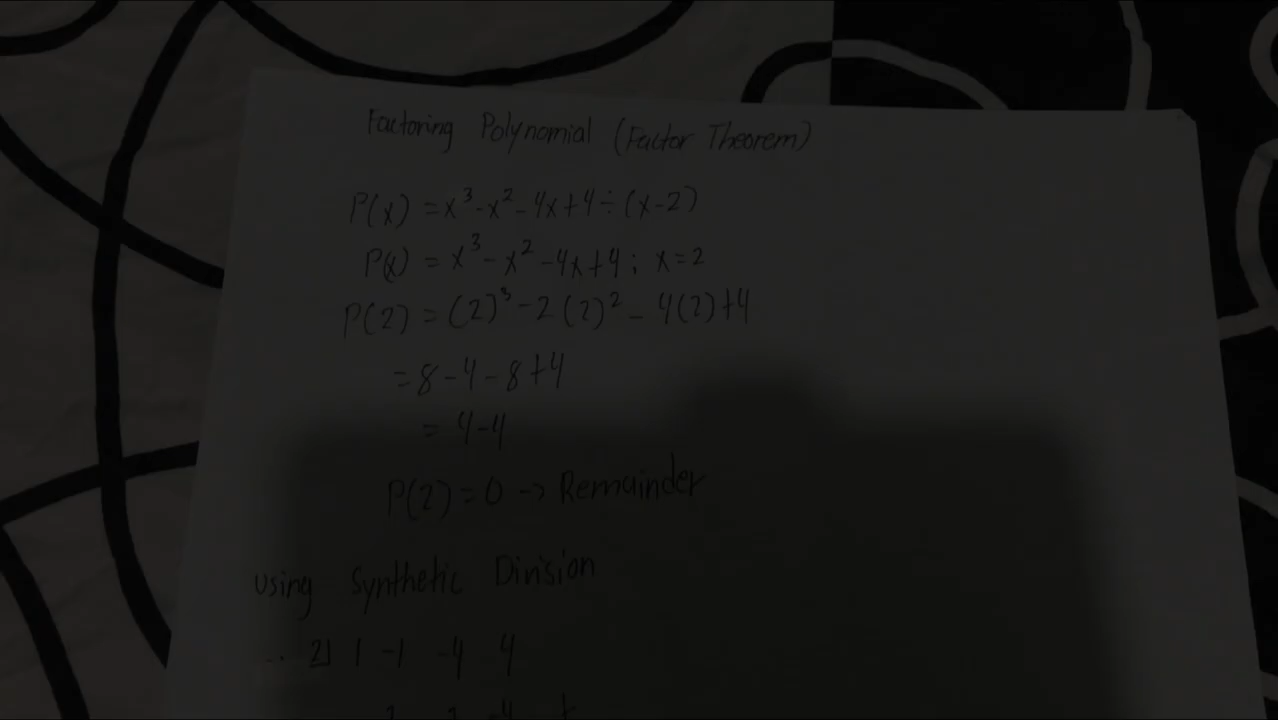 Factoring Polynomial (Factor Theorem)
P(x) = x³-x²-4x+4÷(x-2)
P(x) = x³-x²-4x+4; x=2
P(2) = (2)³-2(2)²-4(2)+4
=8-4-8+4
= 4-4
P(2)=0 -> Remainder
Using Synthetic Division
2⌋ 1 -1 -4 4